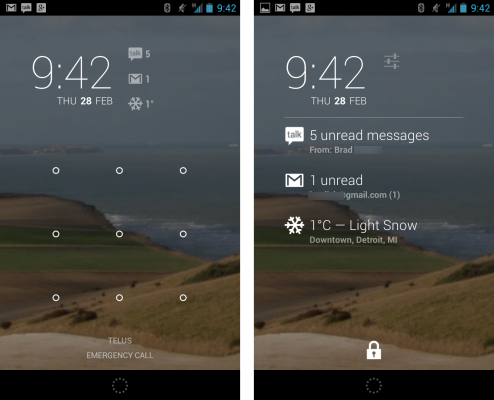 9:42
9:42
THU 28 FEB
talk 5
1
1°
TELUS
EMERGENCY CALL
9:42
9:42
THU 28 FEB
talk 5 unread messages
From: Brad
1 unread
@gmail.com (1)
1°C — Light Snow
Downtown, Detroit, MI